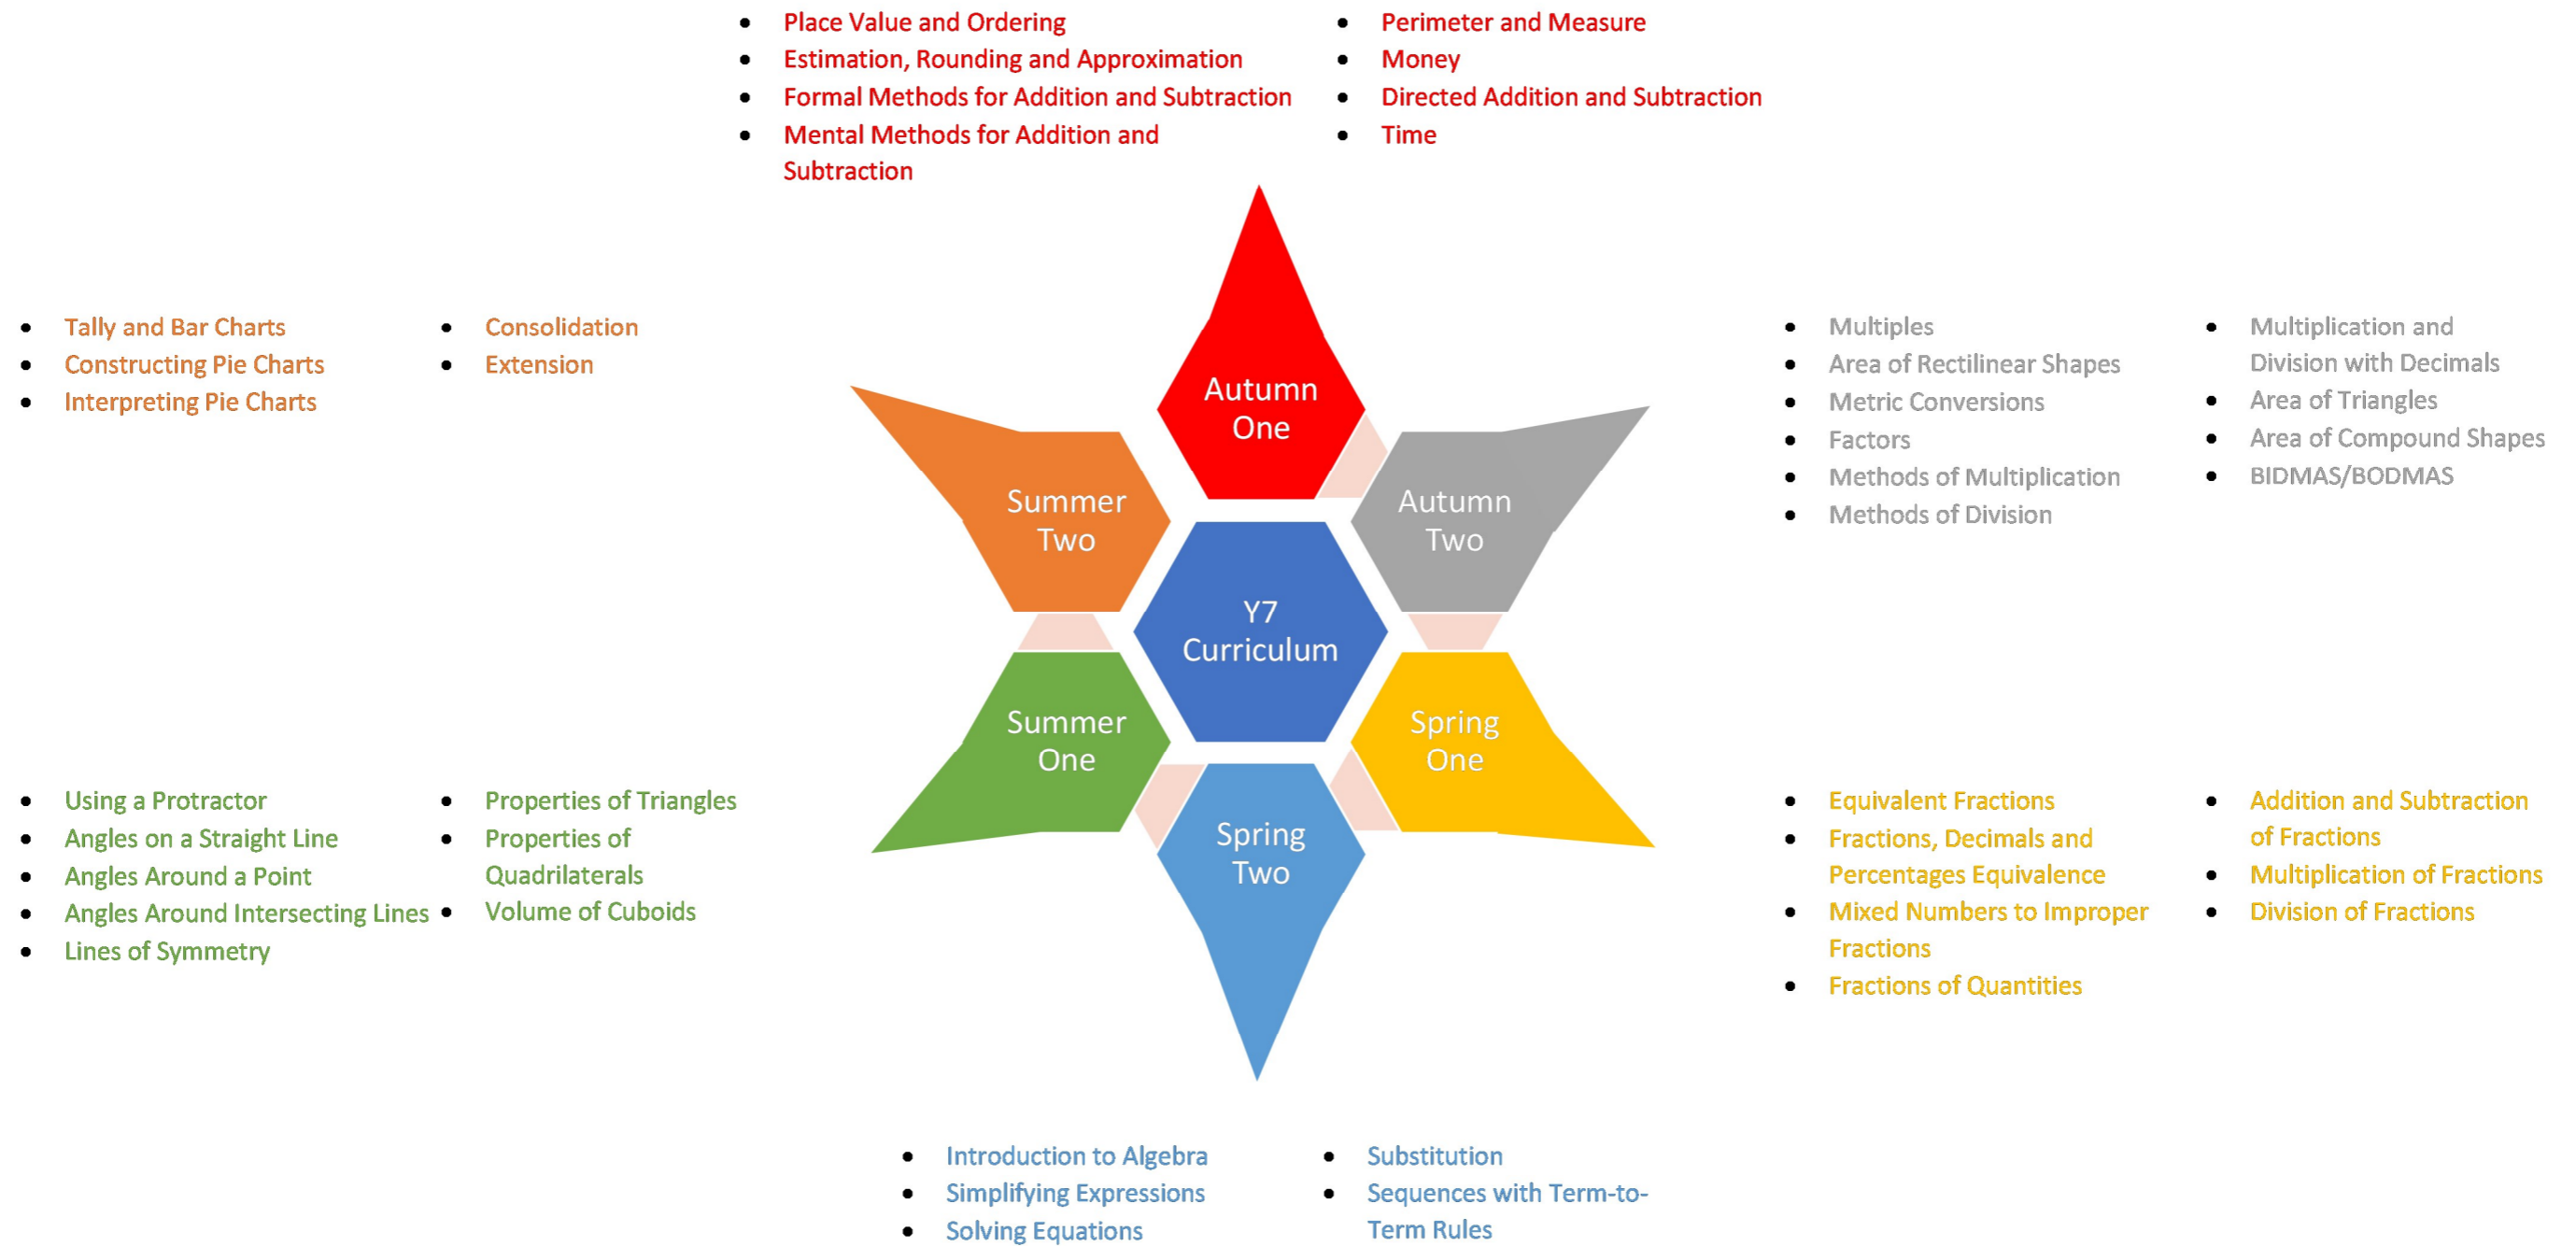 Place Value and Ordering
Estimation, Rounding and Approximation
Formal Methods for Addition and Subtraction
Mental Methods for Addition and
Subtraction
Perimeter and Measure
Money
Directed Addition and Subtraction
Time
Tally and Bar Charts
Constructing Pie Charts
Interpreting Pie Charts
Consolidation
Extension
Autumn
One
Summer
Two
Autumn
Two
Multiples
Area of Rectilinear Shapes
Metric Conversions
Factors
Methods of Multiplication
Methods of Division
Multiplication and
Division with Decimals
Area of Triangles
Area of Compound Shapes
BIDMAS/BODMAS
Y7
Curriculum
Summer
One
Spring
One
Spring
Two
Using a Protractor
Angles on a Straight Line
Angles Around a Point
Angles Around Intersecting Lines
Lines of Symmetry
Properties of Triangles
Properties of
Quadrilaterals
Volume of Cuboids
Equivalent Fractions
Fractions, Decimals and
Percentages Equivalence
Mixed Numbers to Improper
Fractions
Fractions of Quantities
Addition and Subtraction
of Fractions
Multiplication of Fractions
Division of Fractions
Introduction to Algebra
Simplifying Expressions
Solving Equations
Substitution
Sequences with Term-to-
Term Rules